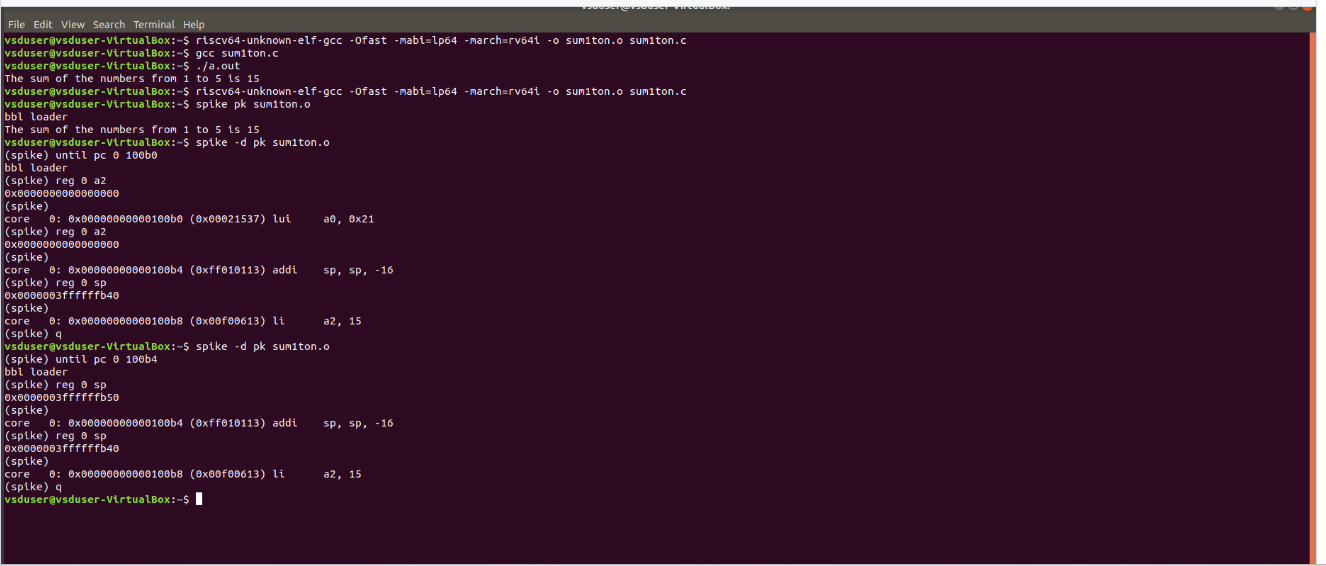 vsduser@vsduser-VirtualBox:
File Edit View Search Terminal Help
vsduser@vsduser-VirtualBox:~$ riscv64-unknown-elf-gcc -Ofast -mabi=lp64 -march=rv64i -o sum1ton.o sum1ton.c
vsduser@vsduser-VirtualBox:~$ gcc sum1ton.c
vsduser@vsduser-VirtualBox:~$ ./a.out
The sum of the numbers from 1 to 5 is 15
vsduser@vsduser-VirtualBox:~$ riscv64-unknown-elf-gcc -Ofast -mabi=lp64 -march=rv64i -o sum1ton.o sum1ton.c
vsduser@vsduser-VirtualBox:~$ spike pk sum1ton.o
bbl loader
The sum of the numbers from 1 to 5 is 15
vsduser@vsduser-VirtualBox:~$ spike -d pk sum1ton.o
(spike) until pc 0 100b0
bbl loader
(spike) reg 0 a2
0x0000000000000000
(spike)
core   0: 0x00000000000100b0 (0x00021537) lui     a0, 0x21
(spike) reg 0 a2
0x0000000000000000
(spike)
core   0: 0x00000000000100b4 (0xff010113) addi    sp, sp, -16
(spike) reg 0 sp
0x0000003ffffffb40
(spike)
core   0: 0x00000000000100b8 (0x00f00613) li      a2, 15
(spike) q
vsduser@vsduser-VirtualBox:~$ spike -d pk sum1ton.o
(spike) until pc 0 100b4
bbl loader
(spike) reg 0 sp
0x0000003ffffffb50
(spike)
core   0: 0x00000000000100b4 (0xff010113) addi    sp, sp, -16
(spike) reg 0 sp
0x0000003ffffffb40
(spike)
core   0: 0x00000000000100b8 (0x00f00613) li      a2, 15
(spike) q
vsduser@vsduser-VirtualBox:~$